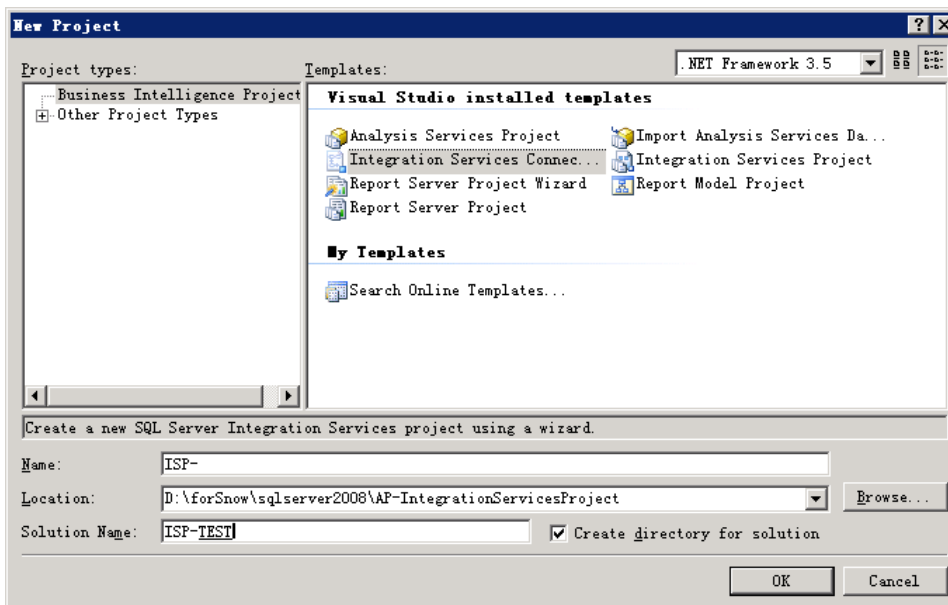 New Project
Project types:
Templates:
.NET Framework 3.5
Business Intelligence Project
Other Project Types
Visual Studio installed templates
Analysis Services Project
Import Analysis Services Da...
Integration Services Connec...
Integration Services Project
Report Server Project Wizard
Report Model Project
Report Server Project
My Templates
Search Online Templates...
Create a new SQL Server Integration Services project using a wizard.
Name:
ISP-
Location:
D:\forSnow\sqlserver2008\AP-IntegrationServicesProject
Browse...
Solution Name:
ISP-TEST
Create directory for solution
OK
Cancel